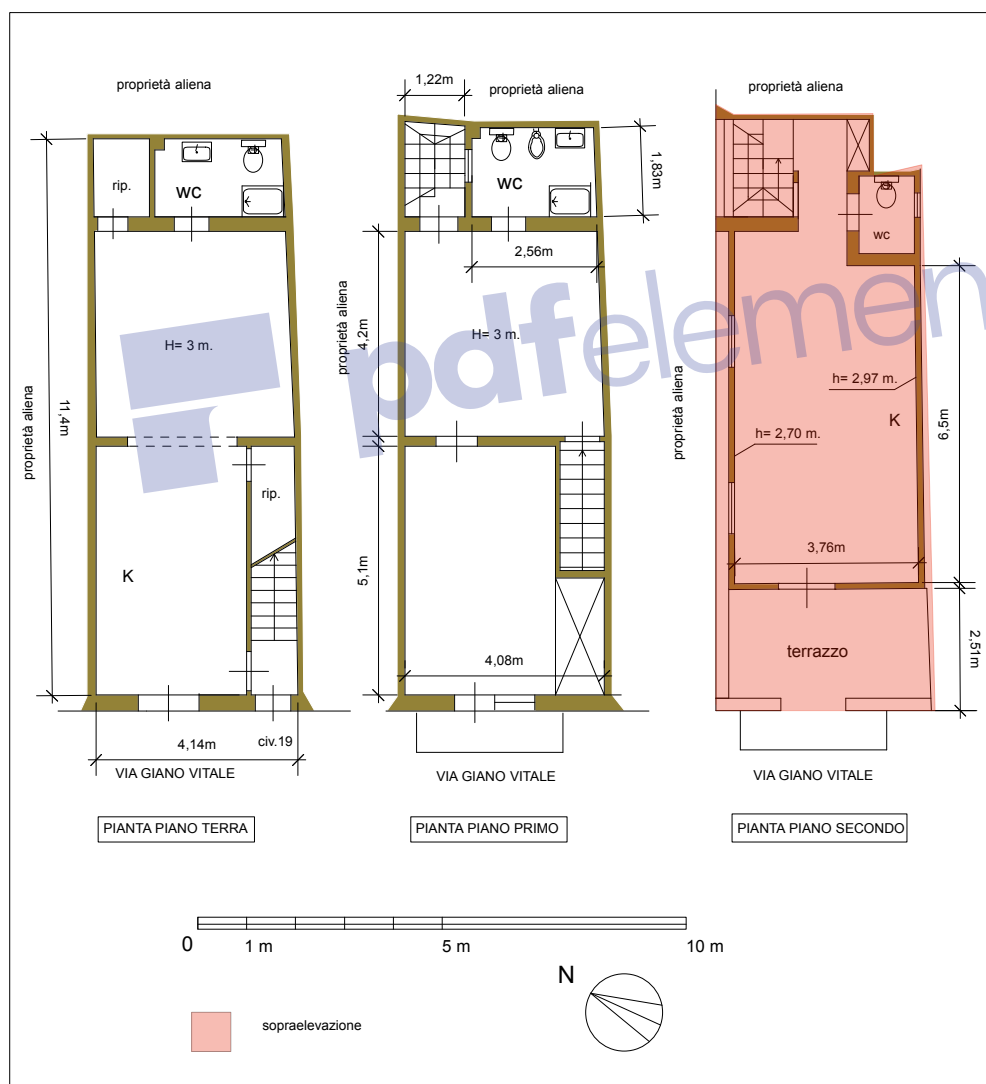 proprietà aliena
rip.
WC
H= 3 m.
proprietà aliena
11,4m
rip.
K
4,14m
civ.19
VIA GIANO VITALE
PIANTA PIANO TERRA
1,22m
proprietà aliena
WC
1,83m
2,56m
proprietà aliena
4,2m
H= 3 m.
5,1m
4,08m
VIA GIANO VITALE
PIANTA PIANO PRIMO
proprietà aliena
wc
proprietà aliena
h= 2,97 m.
K
h= 2,70 m.
6,5m
3,76m
terrazzo
2,51m
VIA GIANO VITALE
PIANTA PIANO SECONDO
pdfelemen
0 1 m 5 m 10 m
N
sopraelevazione